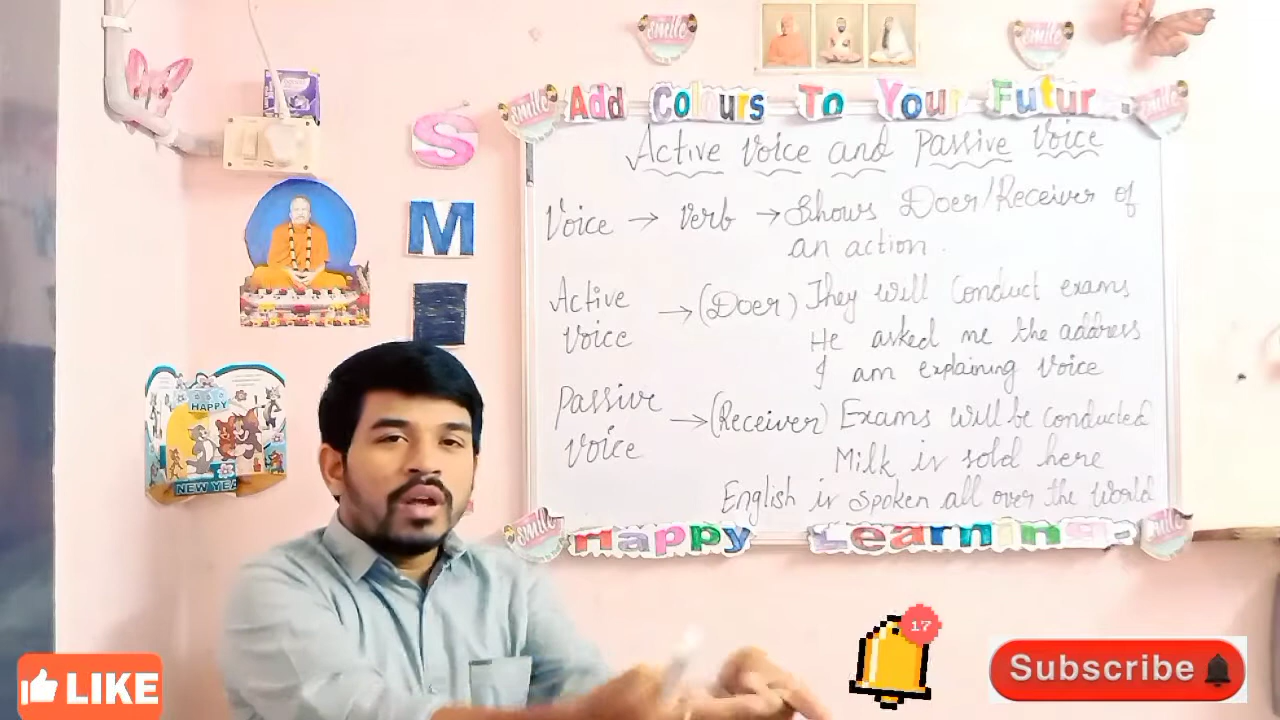 smile
smile
Add Colours To Your Futur
smile
smile
S
M
Active Voice and Passive Voice
Voice → Verb → Shows Doer/Receiver of
an action.
Active
Voice
→ (Doer) They will Conduct exams
He asked me the address
I am explaining Voice
Passive
Voice
→ (Receiver) Exams will be conducted
Milk is sold here
English is spoken all over the World
smile
Happy Learning
smile
HAPPY
NEW YEA
LIKE
17
Subscribe